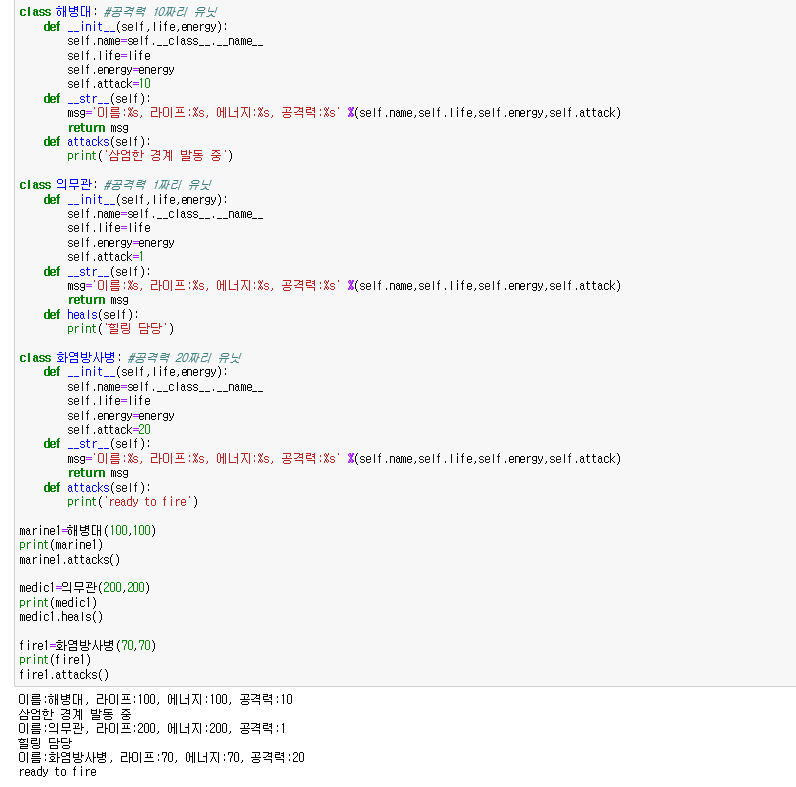 class 해병대: #공격력 10짜리 유닛
    def __init__(self,life,energy):
        self.name=self.__class__.__name__
        self.life=life
        self.energy=energy
        self.attack=10
    def __str__(self):
        msg='이름:%s, 라이프:%s, 에너지:%s, 공격력:%s' %(self.name,self.life,self.energy,self.attack)
        return msg
    def attacks(self):
        print('삼엄한 경계 발동 중')

class 의무관: #공격력 1짜리 유닛
    def __init__(self,life,energy):
        self.name=self.__class__.__name__
        self.life=life
        self.energy=energy
        self.attack=1
    def __str__(self):
        msg='이름:%s, 라이프:%s, 에너지:%s, 공격력:%s' %(self.name,self.life,self.energy,self.attack)
        return msg
    def heals(self):
        print('힐링 담당')

class 화염방사병: #공격력 20짜리 유닛
    def __init__(self,life,energy):
        self.name=self.__class__.__name__
        self.life=life
        self.energy=energy
        self.attack=20
    def __str__(self):
        msg='이름:%s, 라이프:%s, 에너지:%s, 공격력:%s' %(self.name,self.life,self.energy,self.attack)
        return msg
    def attacks(self):
        print('ready to fire')

marine1=해병대(100,100)
print(marine1)
marine1.attacks()

medic1=의무관(200,200)
print(medic1)
medic1.heals()

fire1=화염방사병(70,70)
print(fire1)
fire1.attacks()

이름:해병대, 라이프:100, 에너지:100, 공격력:10
삼엄한 경계 발동 중
이름:의무관, 라이프:200, 에너지:200, 공격력:1
힐링 담당
이름:화염방사병, 라이프:70, 에너지:70, 공격력:20
ready to fire